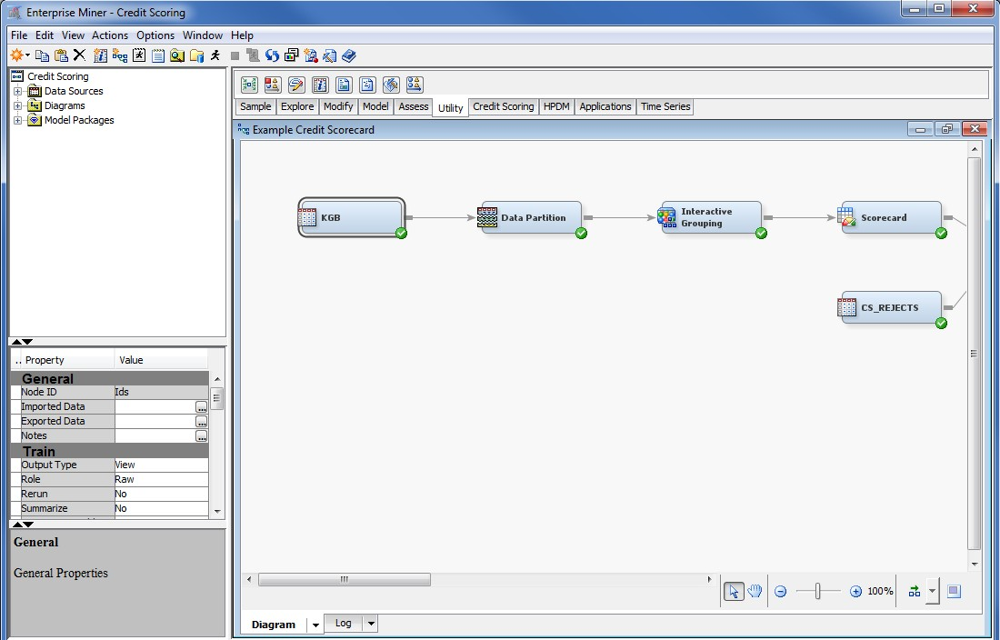 Enterprise Miner - Credit Scoring
File Edit View Actions Options Window Help
Credit Scoring
Data Sources
Diagrams
Model Packages
Sample Explore Modify Model Assess Utility Credit Scoring HPDM Applications Time Series
Example Credit Scorecard
KGB
Data Partition
Interactive
Grouping
Scorecard
CS_REJECTS
.. Property Value
General
Node ID Ids
Imported Data ...
Exported Data ...
Notes ...
Train
Output Type View
Role Raw
Rerun No
Summarize No
General
General Properties
100%
Diagram Log